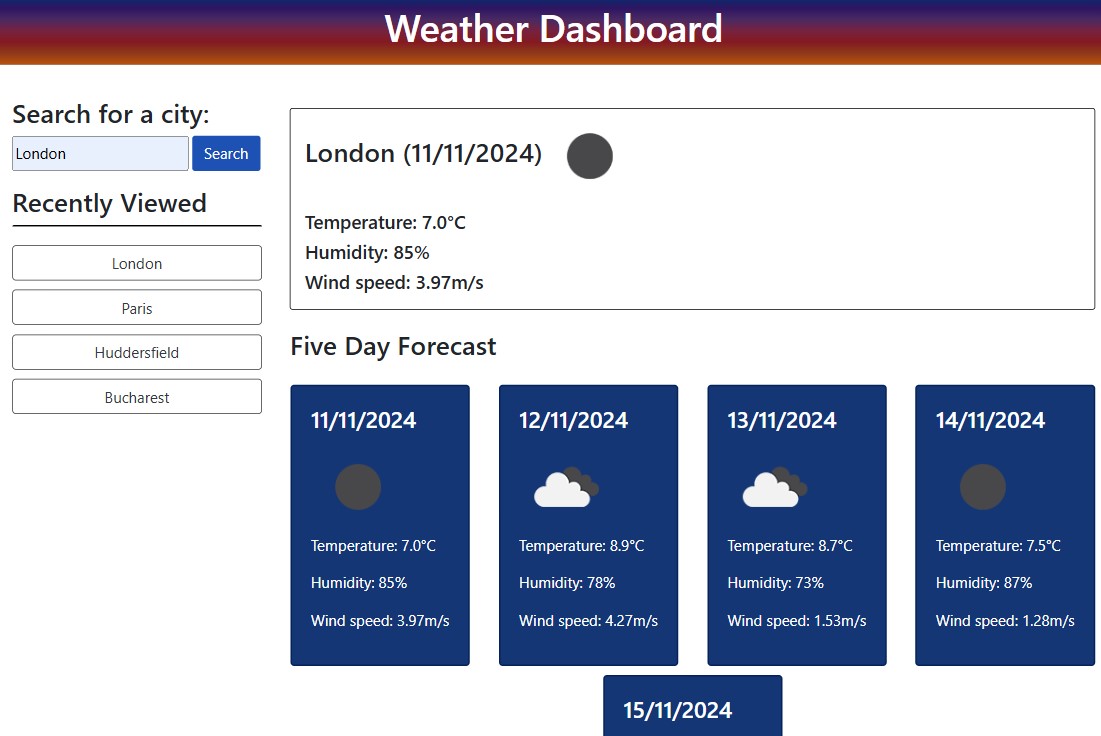 Weather Dashboard
Search for a city:
London
Search
Recently Viewed
London
Paris
Huddersfield
Bucharest
London (11/11/2024)
Temperature: 7.0°C
Humidity: 85%
Wind speed: 3.97m/s
Five Day Forecast
11/11/2024
Temperature: 7.0°C
Humidity: 85%
Wind speed: 3.97m/s
12/11/2024
Temperature: 8.9°C
Humidity: 78%
Wind speed: 4.27m/s
13/11/2024
Temperature: 8.7°C
Humidity: 73%
Wind speed: 1.53m/s
14/11/2024
Temperature: 7.5°C
Humidity: 87%
Wind speed: 1.28m/s
15/11/2024